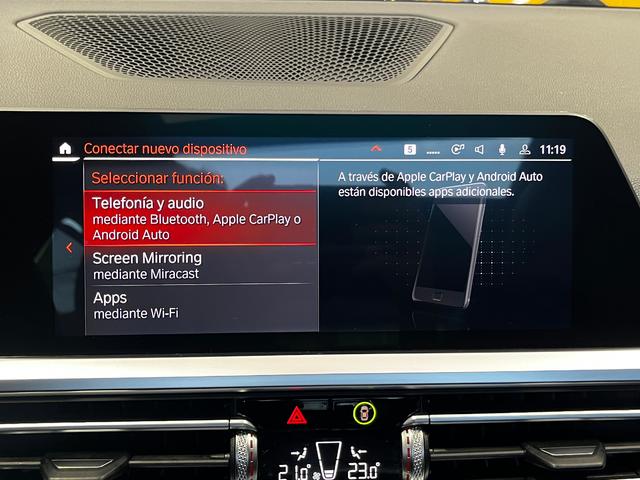 Conectar nuevo dispositivo
5
11:19
Seleccionar función:
Telefonía y audio
mediante Bluetooth, Apple CarPlay o
Android Auto
Screen Mirroring
mediante Miracast
Apps
mediante Wi-Fi
A través de Apple CarPlay y Android Auto
están disponibles apps adicionales.
21.0
23.0